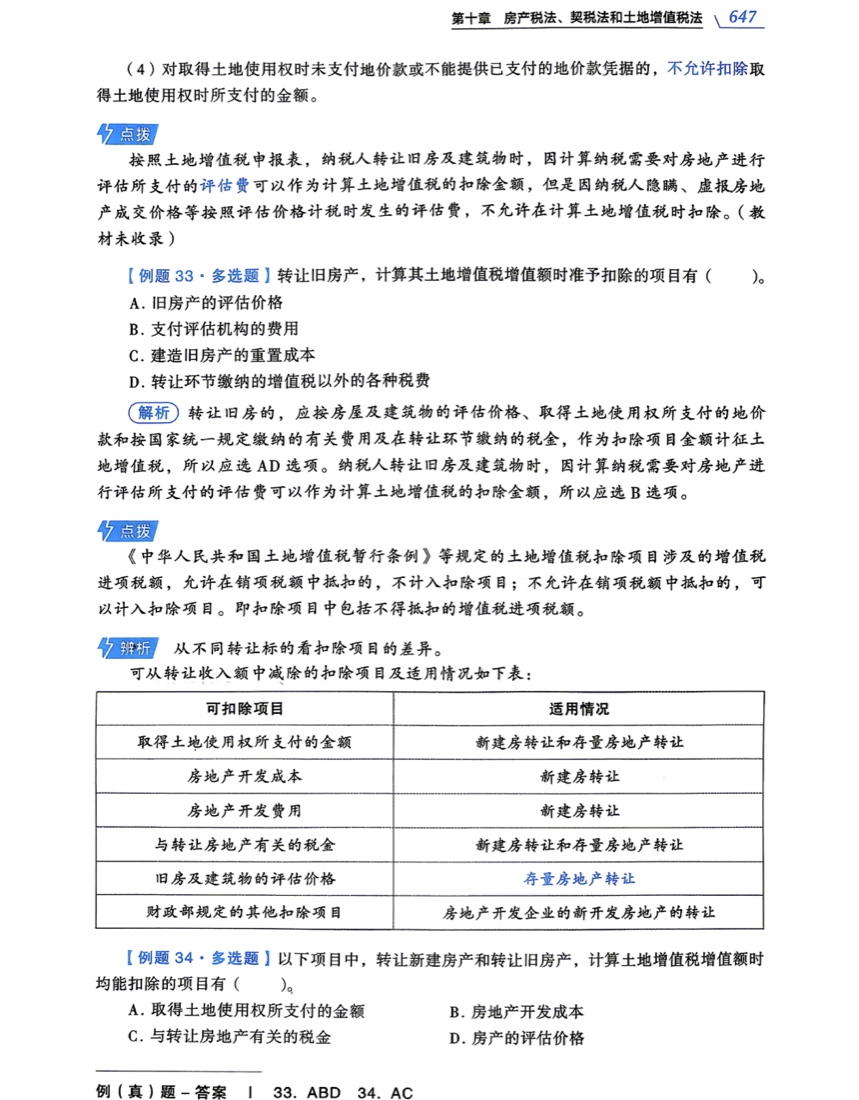 第十章 房产税法、契税法和土地增值税法 647
（4）对取得土地使用权时未支付地价款或不能提供已支付的地价款凭据的，不允许扣除取
得土地使用权时所支付的金额。
点拨
按照土地增值税申报表，纳税人转让旧房及建筑物时，因计算纳税需要对房地产进行
评估所支付的评估费可以作为计算土地增值税的扣除金额，但是因纳税人隐瞒、虚报房地
产成交价格等按照评估价格计税时发生的评估费，不允许在计算土地增值税时扣除。（教
材未收录）
【例题 33·多选题】转让旧房产，计算其土地增值税增值额时准予扣除的项目有（ ）。
A. 旧房产的评估价格
B. 支付评估机构的费用
C. 建造旧房产的重置成本
D. 转让环节缴纳的增值税以外的各种税费
解析 转让旧房的，应按房屋及建筑物的评估价格、取得土地使用权所支付的地价
款和按国家统一规定缴纳的有关费用及在转让环节缴纳的税金，作为扣除项目金额计征土
地增值税，所以应选 AD 选项。纳税人转让旧房及建筑物时，因计算纳税需要对房地产进
行评估所支付的评估费可以作为计算土地增值税的扣除金额，所以应选 B 选项。
点拨
《中华人民共和国土地增值税暂行条例》等规定的土地增值税扣除项目涉及的增值税
进项税额，允许在销项税额中抵扣的，不计入扣除项目；不允许在销项税额中抵扣的，可
以计入扣除项目。即扣除项目中包括不得抵扣的增值税进项税额。
辨析 从不同转让标的看扣除项目的差异。
可从转让收入额中减除的扣除项目及适用情况如下表：
可扣除项目 适用情况
取得土地使用权所支付的金额 新建房转让和存量房地产转让
房地产开发成本 新建房转让
房地产开发费用 新建房转让
与转让房地产有关的税金 新建房转让和存量房地产转让
旧房及建筑物的评估价格 存量房地产转让
财政部规定的其他扣除项目 房地产开发企业的新开发房地产的转让
【例题 34·多选题】以下项目中，转让新建房产和转让旧房产，计算土地增值税增值额时
均能扣除的项目有（ ）。
A. 取得土地使用权所支付的金额 B. 房地产开发成本
C. 与转让房地产有关的税金 D. 房产的评估价格
例（真）题－答案 | 33. ABD 34. AC